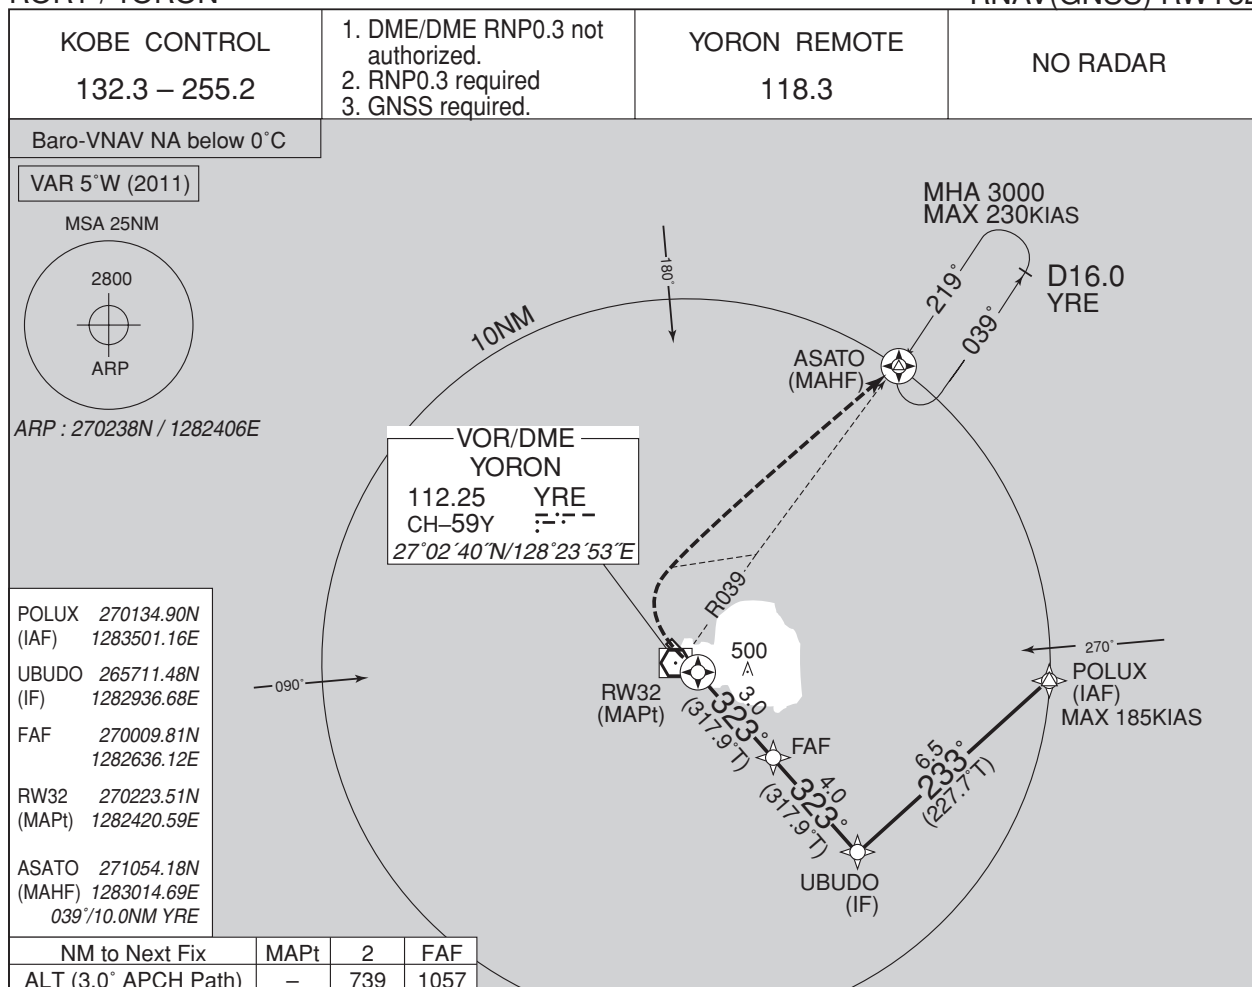 KOBE CONTROL
132.3 – 255.2
1. DME/DME RNP0.3 not
authorized.
2. RNP0.3 required
3. GNSS required.
YORON REMOTE
118.3
NO RADAR
Baro-VNAV NA below 0˚C
VAR 5˚W (2011)
MSA 25NM
2800
ARP
ARP : 270238N / 1282406E
MHA 3000
MAX 230KIAS
219˚
039˚
D16.0
YRE
180˚
10NM
ASATO
(MAHF)
VOR/DME
YORON
112.25 YRE
CH–59Y
27˚02´40˝N/128˚23´53˝E
R039
500
090˚
270˚
RW32
(MAPt)
3.0
323˚
(317.9˚T)
FAF
4.0
323˚
(317.9˚T)
6.5
233˚
(227.7˚T)
POLUX
(IAF)
MAX 185KIAS
UBUDO
(IF)
POLUX 270134.90N
(IAF) 1283501.16E
UBUDO 265711.48N
(IF) 1282936.68E
FAF 270009.81N
1282636.12E
RW32 270223.51N
(MAPt) 1282420.59E
ASATO 271054.18N
(MAHF) 1283014.69E
039˚/10.0NM YRE
NM to Next Fix MAPt 2 FAF
ALT (3.0˚ APCH Path) – 739 1057